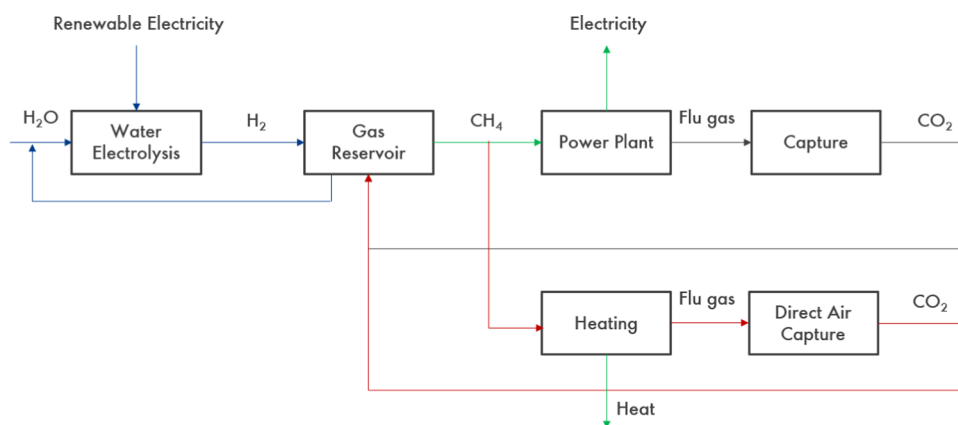 Renewable Electricity
Electricity
H₂O
Water
Electrolysis
H₂
Gas
Reservoir
CH₄
Power Plant
Flu gas
Capture
CO₂
Heating
Flu gas
Direct Air
Capture
CO₂
Heat